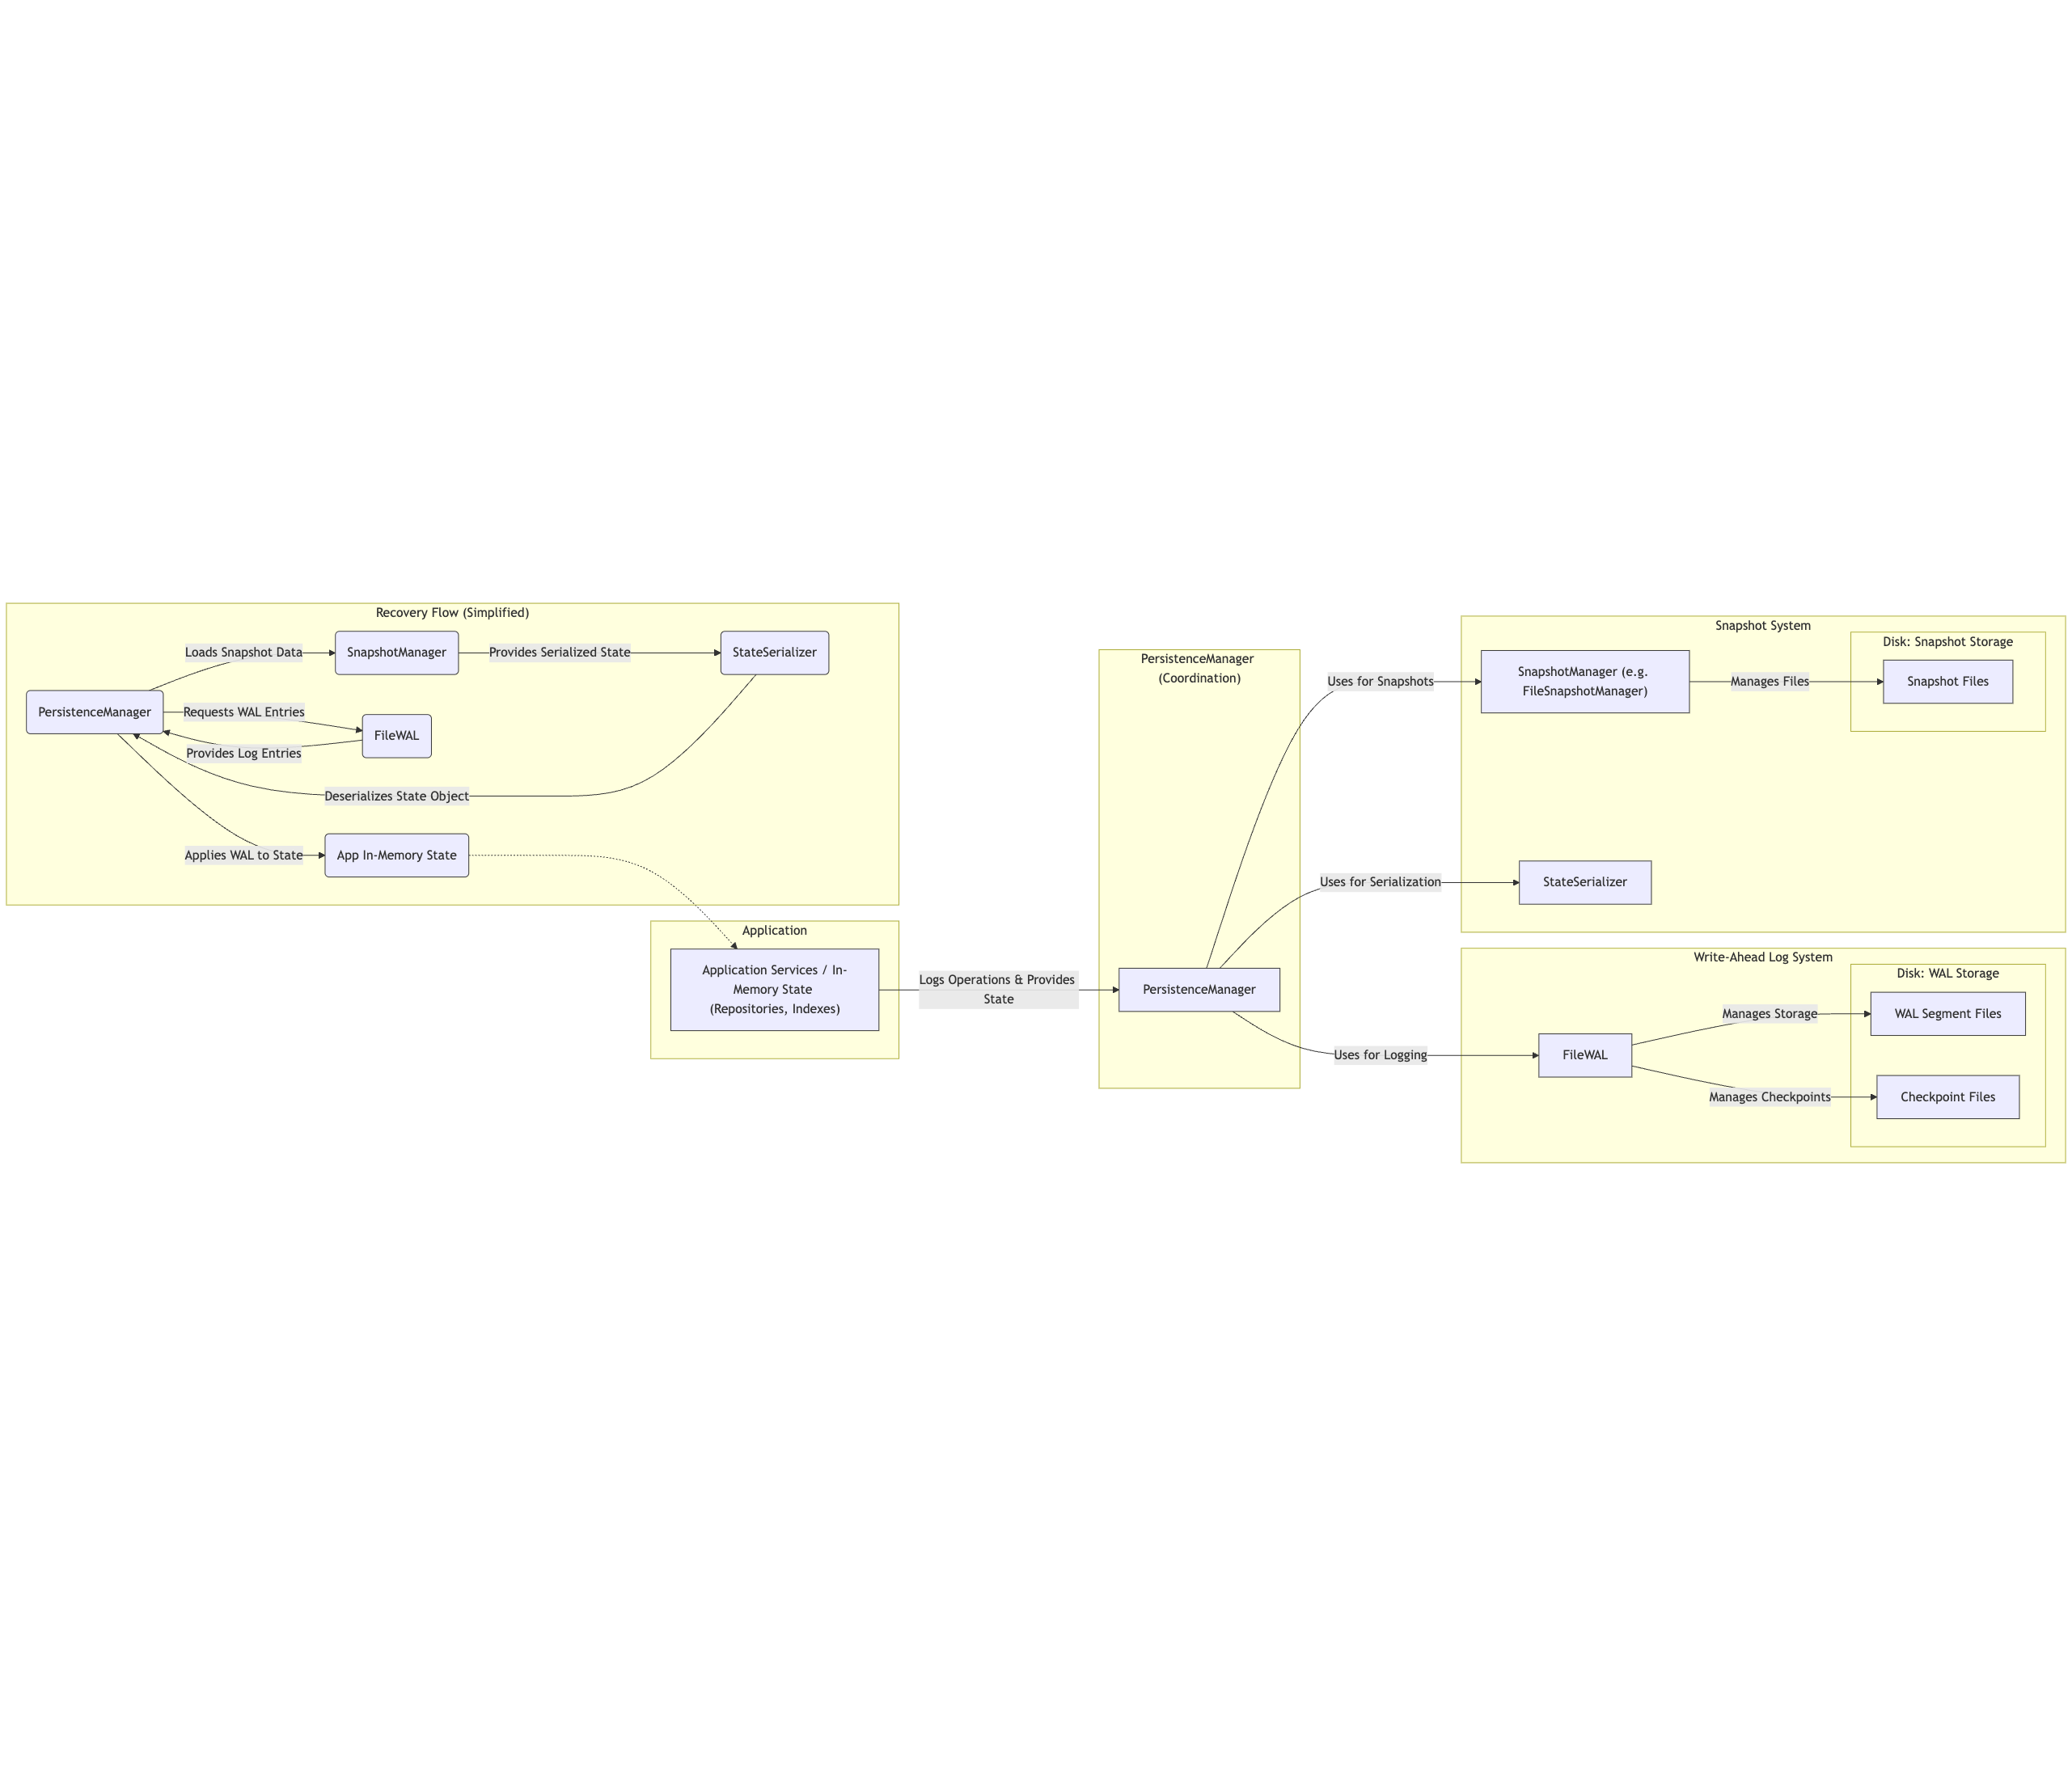 Recovery Flow (Simplified)
Loads Snapshot Data
SnapshotManager
Provides Serialized State
StateSerializer
PersistenceManager
Requests WAL Entries
FileWAL
Provides Log Entries
Deserializes State Object
Applies WAL to State
App In-Memory State
Application
Application Services / In-
Memory State
(Repositories, Indexes)
Logs Operations & Provides
State
PersistenceManager
(Coordination)
PersistenceManager
Uses for Snapshots
Uses for Serialization
Uses for Logging
Snapshot System
SnapshotManager (e.g.
FileSnapshotManager)
Manages Files
Disk: Snapshot Storage
Snapshot Files
StateSerializer
Write-Ahead Log System
FileWAL
Manages Storage
Manages Checkpoints
Disk: WAL Storage
WAL Segment Files
Checkpoint Files